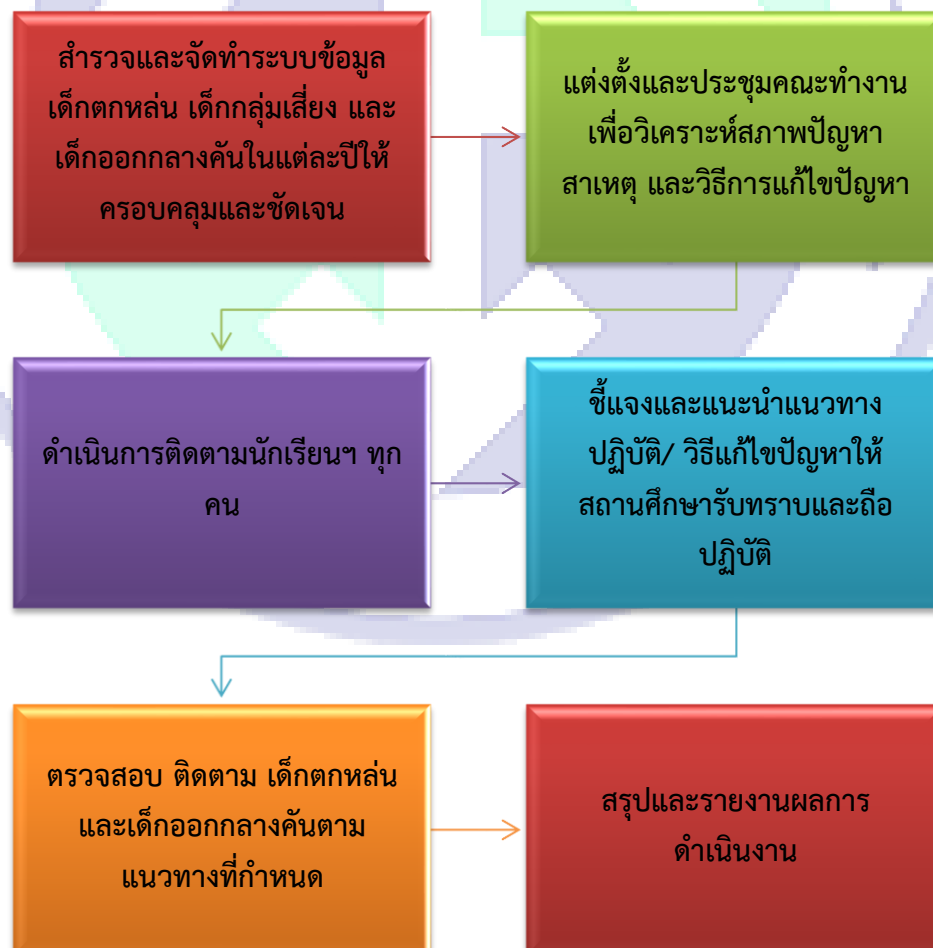 สำรวจและจัดทำระบบข้อมูล
เด็กตกหล่น เด็กกลุ่มเสี่ยง และ
เด็กออกกลางคันในแต่ละปีให้
ครอบคลุมและชัดเจน
แต่งตั้งและประชุมคณะทำงาน
เพื่อวิเคราะห์สภาพปัญหา
สาเหตุ และวิธีการแก้ไขปัญหา
ดำเนินการติดตามนักเรียนฯ ทุก
คน
ชี้แจงและแนะนำแนวทาง
ปฏิบัติ/ วิธีแก้ไขปัญหาให้
สถานศึกษารับทราบและถือ
ปฏิบัติ
ตรวจสอบ ติดตาม เด็กตกหล่น
และเด็กออกกลางคันตาม
แนวทางที่กำหนด
สรุปและรายงานผลการ
ดำเนินงาน